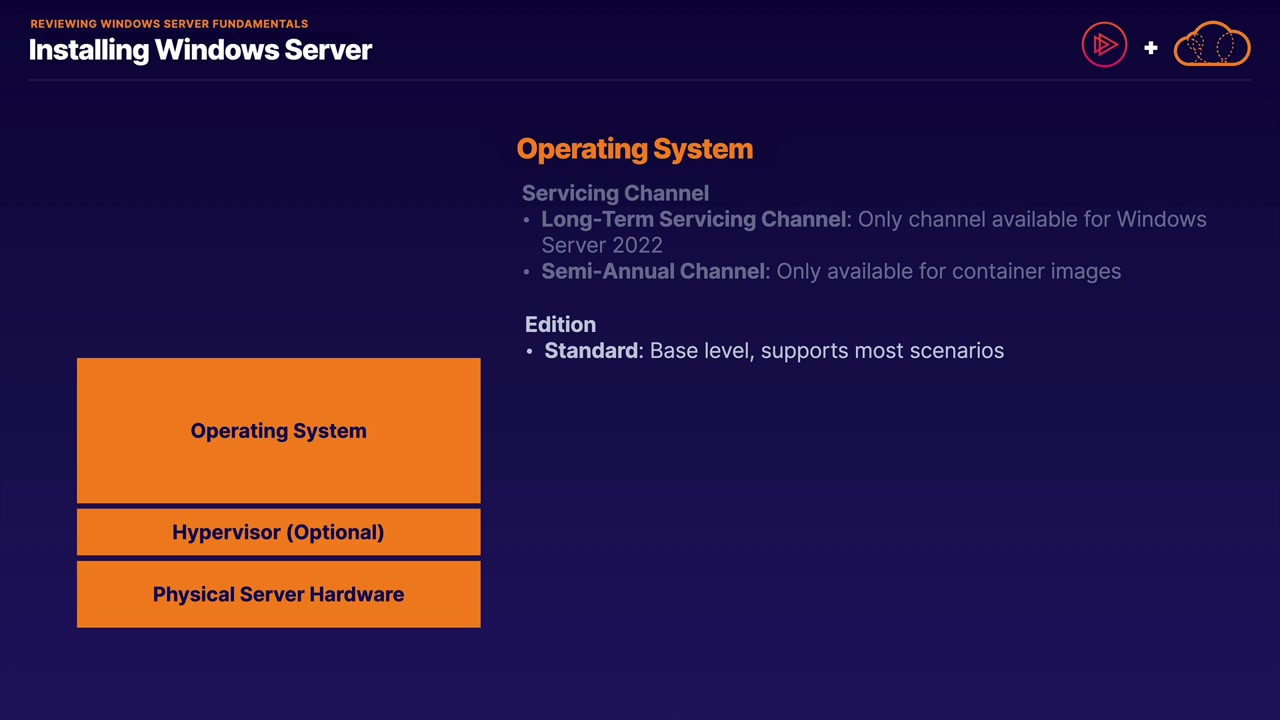 REVIEWING WINDOWS SERVER FUNDAMENTALS
Installing Windows Server
+
Operating System
Servicing Channel
• Long-Term Servicing Channel: Only channel available for Windows
Server 2022
• Semi-Annual Channel: Only available for container images
Edition
• Standard: Base level, supports most scenarios
Operating System
Hypervisor (Optional)
Physical Server Hardware